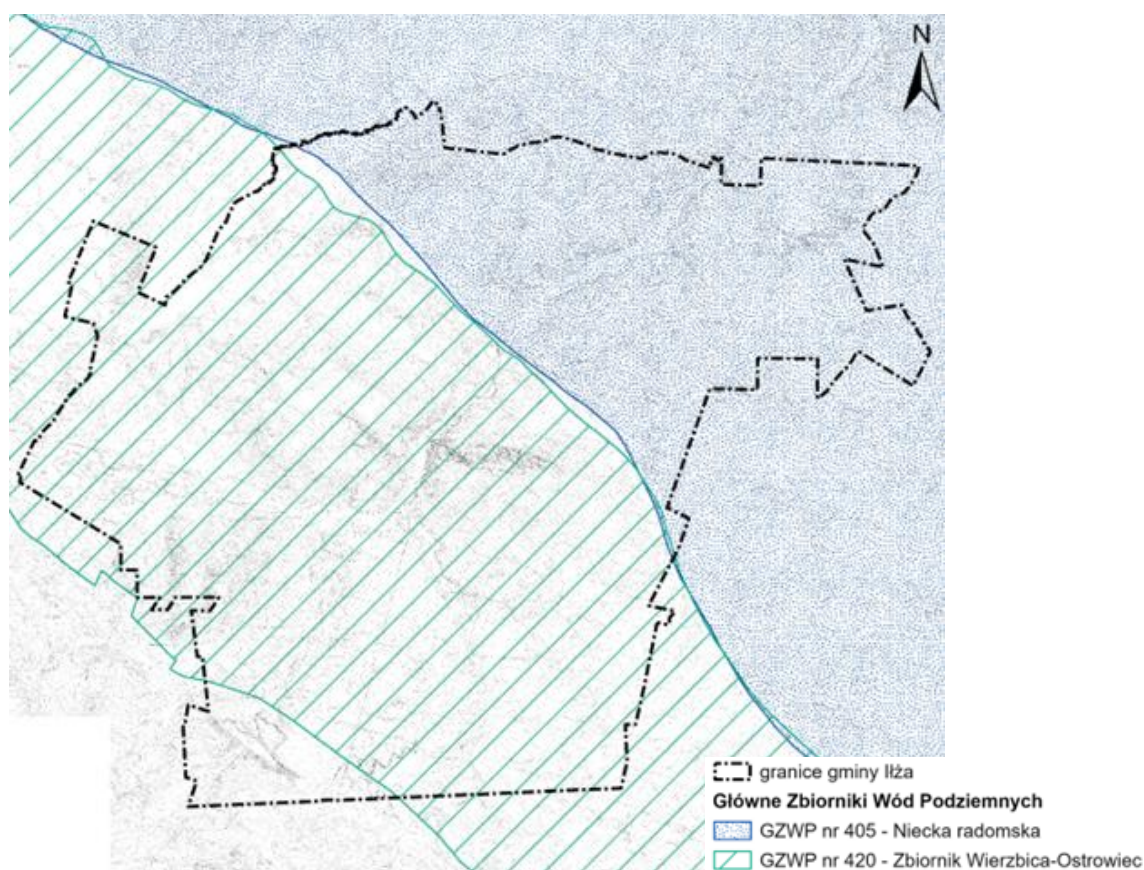 N
granice gminy Iłża
Główne Zbiorniki Wód Podziemnych
GZWP nr 405 - Niecka radomska
GZWP nr 420 - Zbiornik Wierzbica-Ostrowiec